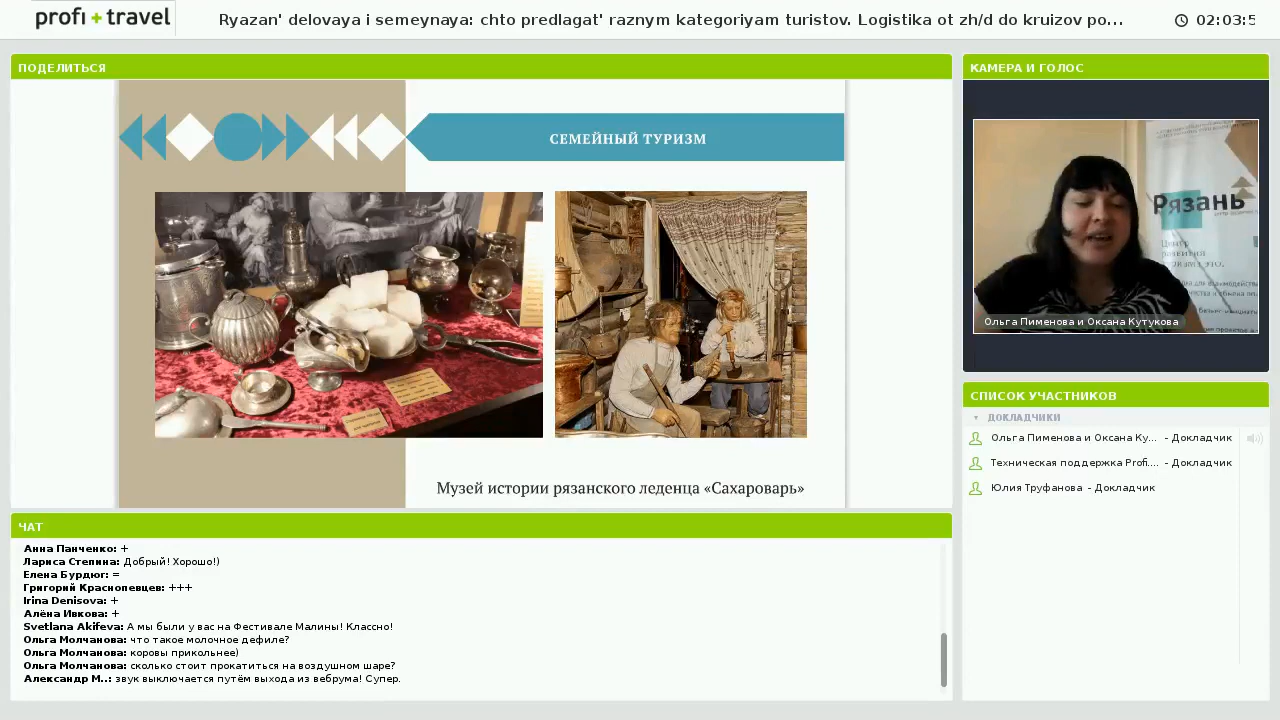 profi + travel
Ryazan' delovaya i semeynaya: chto predlagat' raznym kategoriyam turistov. Logistika ot zh/d do kruizov po...
02:03:5
ПОДЕЛИТЬСЯ
СЕМЕЙНЫЙ ТУРИЗМ
Музей истории рязанского леденца «Сахароварь»
КАМЕРА И ГОЛОС
Рязань
Центр
развития
Ольга Пименова и Оксана Кутукова
СПИСОК УЧАСТНИКОВ
ДОКЛАДЧИКИ
Ольга Пименова и Оксана Ку... – Докладчик
Техническая поддержка Profi.... – Докладчик
Юлия Труфанова – Докладчик
ЧАТ
Анна Панченко: +
Лариса Степина: Добрый! Хорошо!)
Елена Бурдюг: =
Григорий Краснопевцев: +++
Irina Denisova: +
Алёна Ивкова: +
Svetlana Akifeva: А мы были у вас на Фестивале Малины! Классно!
Ольга Молчанова: что такое молочное дефиле?
Ольга Молчанова: коровы прикольнее)
Ольга Молчанова: сколько стоит прокатиться на воздушном шаре?
Александр М..: звук выключается путём выхода из вебрума! Супер.